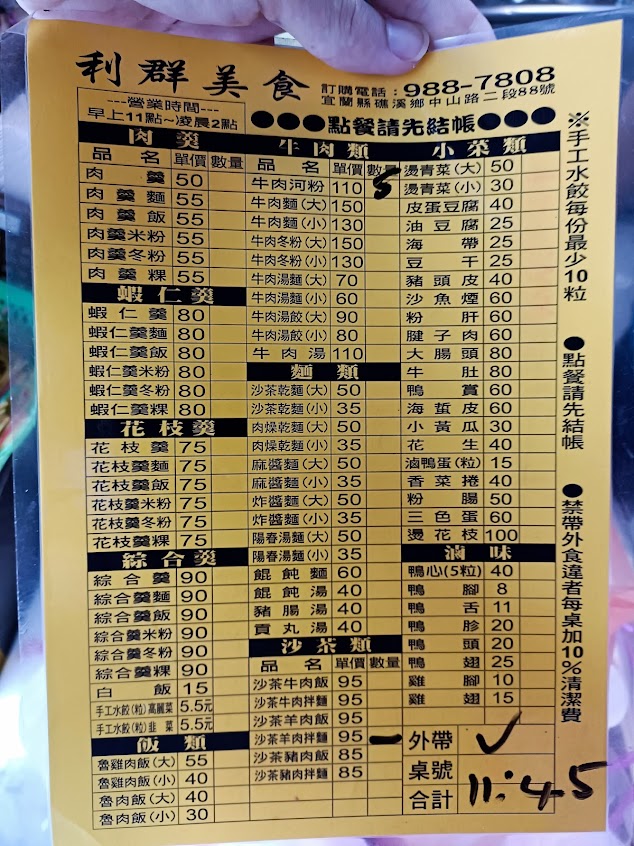 利群美食
訂購電話：988-7808
宜蘭縣礁溪鄉中山路二段88號
---營業時間---
早上11點~凌晨2點
●●●點餐請先結帳●●●
肉羹
品名 單價 數量
肉羹 50
肉羹麵 55
肉羹飯 55
肉羹米粉 55
肉羹冬粉 55
肉羹粿 55
蝦仁羹
蝦仁羹 80
蝦仁羹麵 80
蝦仁羹飯 80
蝦仁羹米粉 80
蝦仁羹冬粉 80
蝦仁羹粿 80
花枝羹
花枝羹 75
花枝羹麵 75
花枝羹飯 75
花枝羹米粉 75
花枝羹冬粉 75
花枝羹粿 75
綜合羹
綜合羹 90
綜合羹麵 90
綜合羹飯 90
綜合羹米粉 90
綜合羹冬粉 90
綜合羹粿 90
白飯 15
手工水餃(粒)高麗菜 5.5元
手工水餃(粒)韭菜 5.5元
飯類
魯雞肉飯(大) 55
魯雞肉飯(小) 40
魯肉飯(大) 40
魯肉飯(小) 30
牛肉類
品名 單價 數量
牛肉河粉 110 5
牛肉麵(大) 150
牛肉麵(小) 130
牛肉冬粉(大) 150
牛肉冬粉(小) 130
牛肉湯麵(大) 70
牛肉湯麵(小) 60
牛肉湯餃(大) 90
牛肉湯餃(小) 80
牛肉湯 110
麵類
沙茶乾麵(大) 50
沙茶乾麵(小) 35
肉燥乾麵(大) 50
肉燥乾麵(小) 35
麻醬麵(大) 50
麻醬麵(小) 35
炸醬麵(大) 50
炸醬麵(小) 35
陽春湯麵(大) 50
陽春湯麵(小) 35
餛飩麵 60
餛飩湯 40
豬腸湯 40
貢丸湯 40
沙茶類
品名 單價 數量
沙茶牛肉飯 95
沙茶牛肉拌麵 95
沙茶羊肉飯 95
沙茶羊肉拌麵 95 一
沙茶豬肉飯 85
沙茶豬肉拌麵 85
小菜類
燙青菜(大) 50
燙青菜(小) 30
皮蛋豆腐 40
油豆腐 25
海帶 25
豆干 25
豬頭皮 40
沙魚煙 60
粉肝 60
腱子肉 60
大腸頭 80
牛肚 80
鴨賞 60
海蜇皮 60
小黃瓜 30
花生 40
滷鴨蛋(粒) 15
香菜捲 40
粉腸 50
三色蛋 60
燙花枝 100
滷味
鴨心(5粒) 40
鴨腳 8
鴨舌 11
鴨胗 20
鴨頭 20
鴨翅 25
雞腳 10
雞翅 15
外帶 ✓
桌號
合計 11:45
※手工水餃每份最少10粒
●點餐請先結帳
●禁帶外食違者每桌加10%清潔費